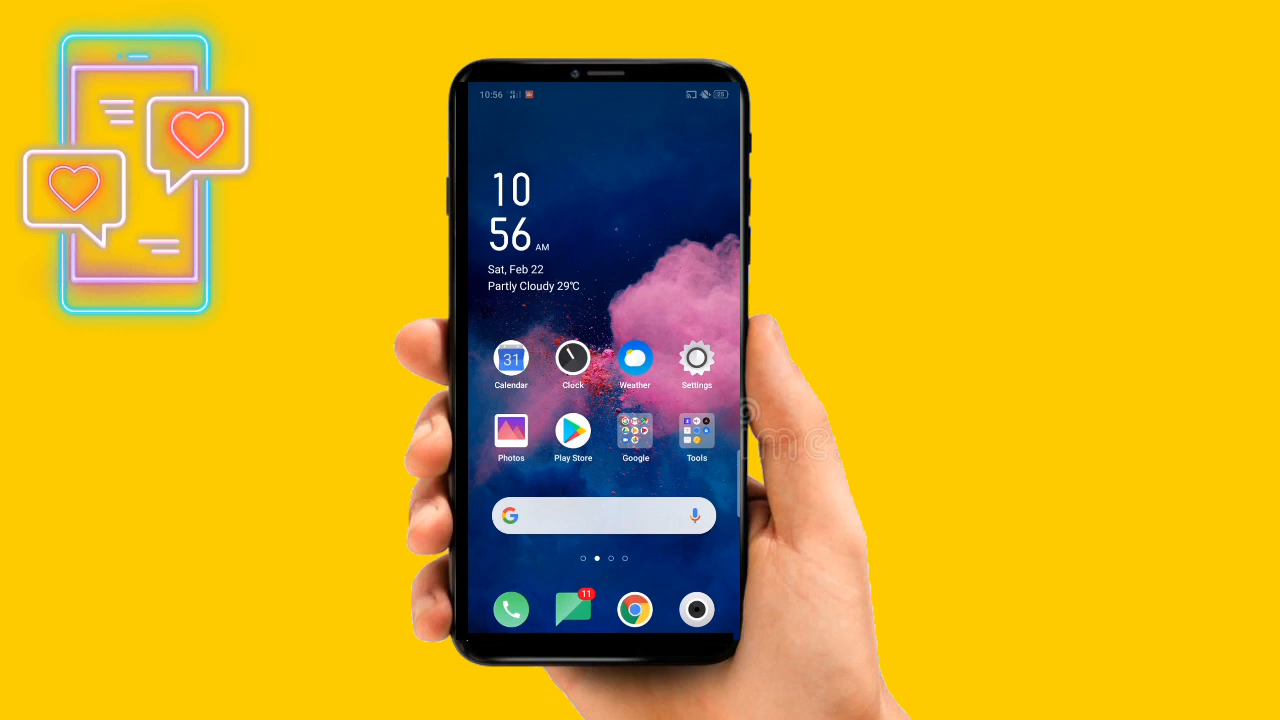 10:56
25
10
56 AM
Sat, Feb 22
Partly Cloudy 29℃
31
Calendar
Clock
Weather
Settings
Photos
Play Store
Google
Tools
11